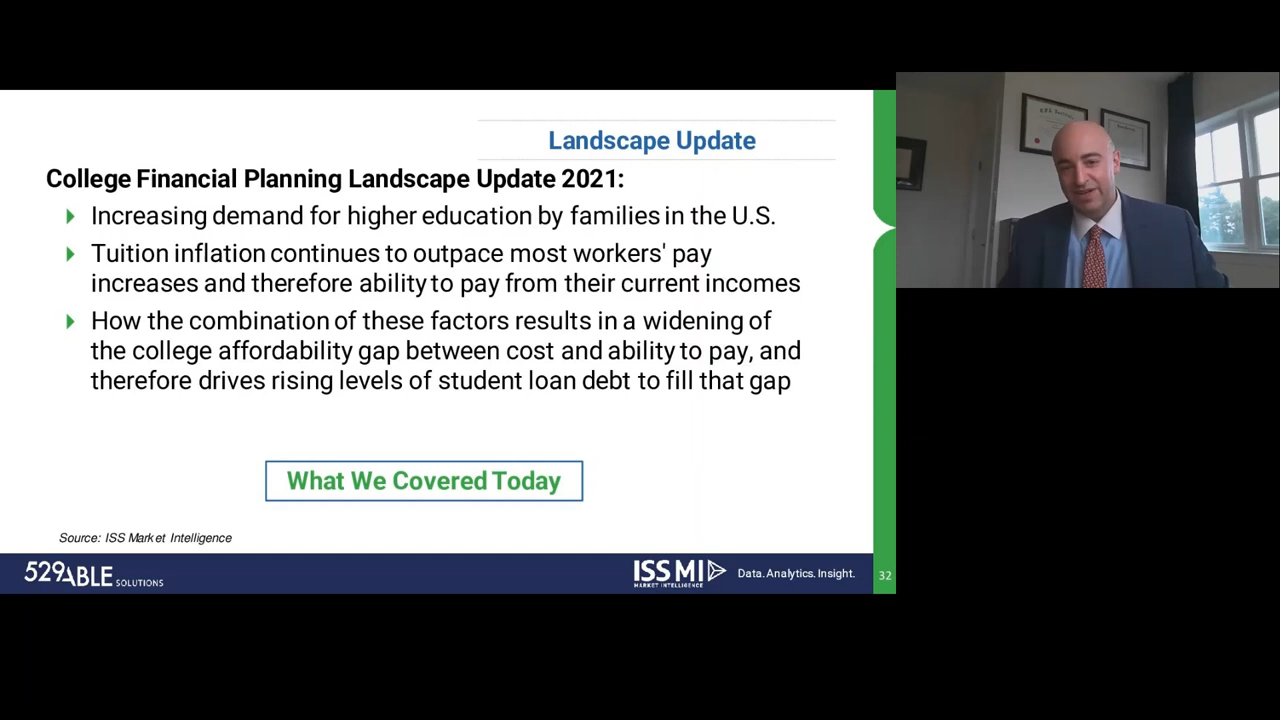 Landscape Update
College Financial Planning Landscape Update 2021:
Increasing demand for higher education by families in the U.S.
Tuition inflation continues to outpace most workers' pay
increases and therefore ability to pay from their current incomes
How the combination of these factors results in a widening of
the college affordability gap between cost and ability to pay, and
therefore drives rising levels of student loan debt to fill that gap
What We Covered Today
Source: ISS Market Intelligence
529ABLE SOLUTIONS
ISS MI
MARKET INTELLIGENCE
Data. Analytics. Insight.
32